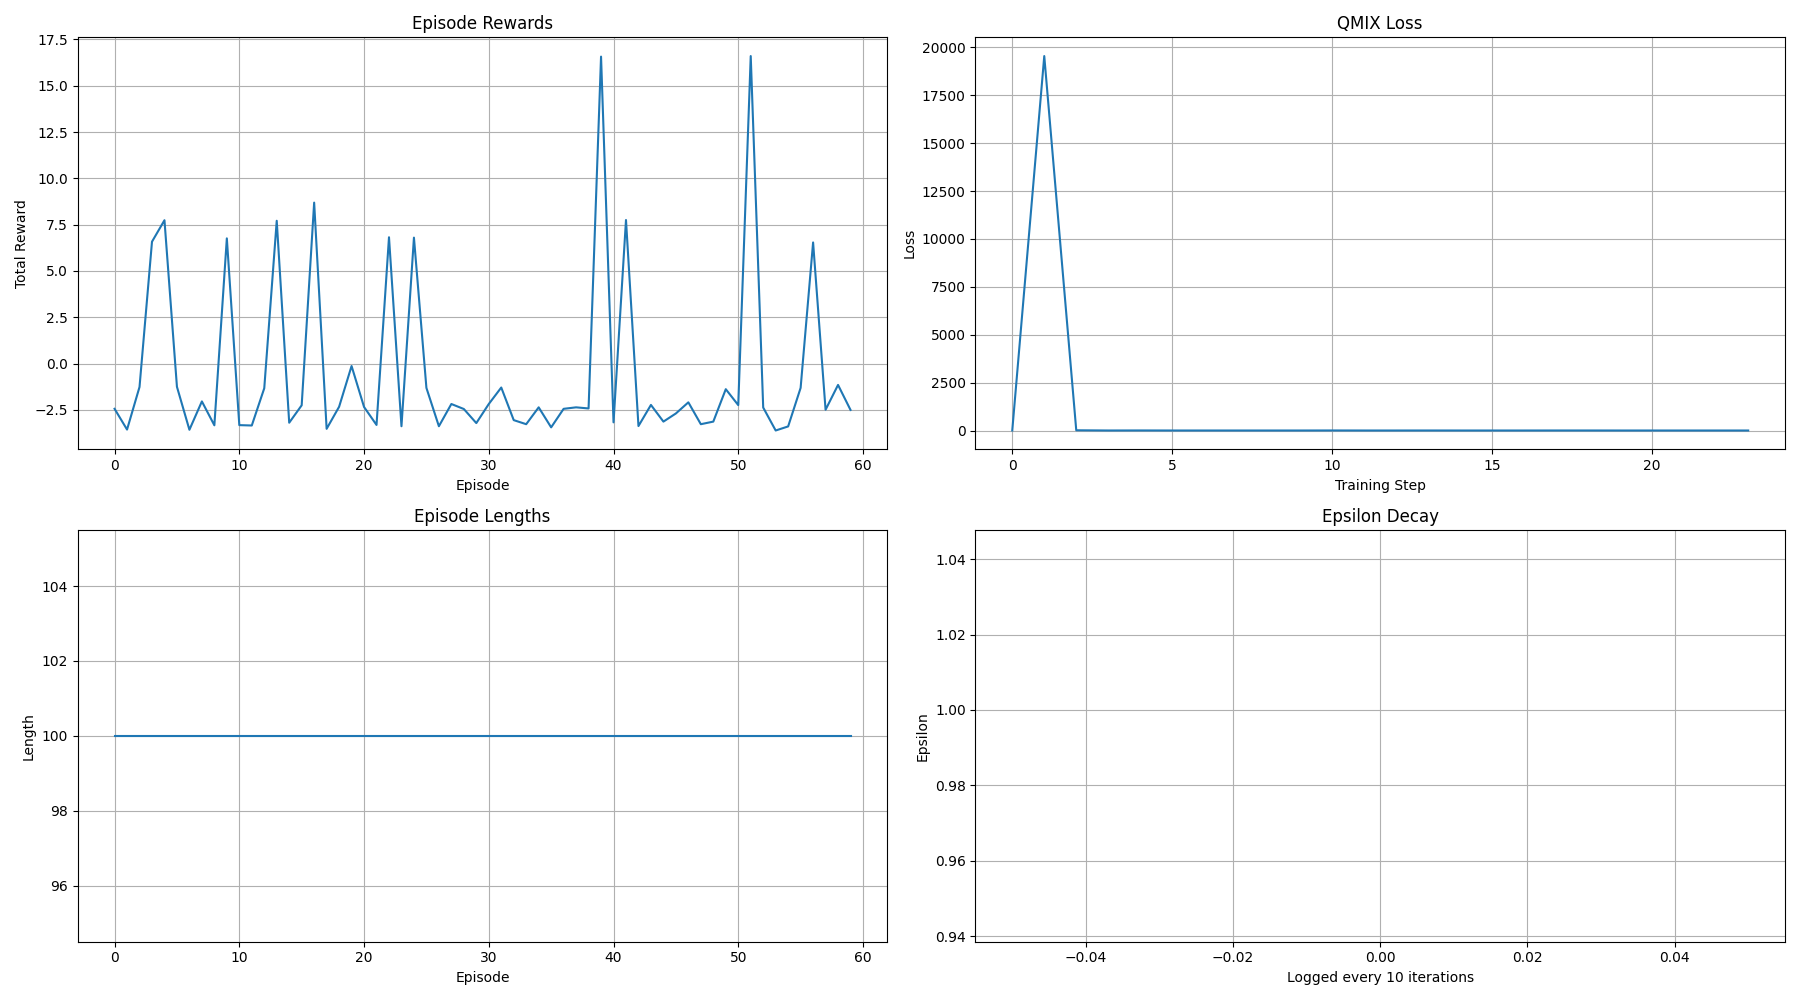 Episode Rewards
17.5
15.0
12.5
10.0
7.5
5.0
2.5
0.0
−2.5
Total Reward
0 10 20 30 40 50 60
Episode
QMIX Loss
20000
17500
15000
12500
10000
7500
5000
2500
0
Loss
0 5 10 15 20
Training Step
Episode Lengths
104
102
100
98
96
Length
0 10 20 30 40 50 60
Episode
Epsilon Decay
1.04
1.02
1.00
0.98
0.96
0.94
Epsilon
−0.04 −0.02 0.00 0.02 0.04
Logged every 10 iterations